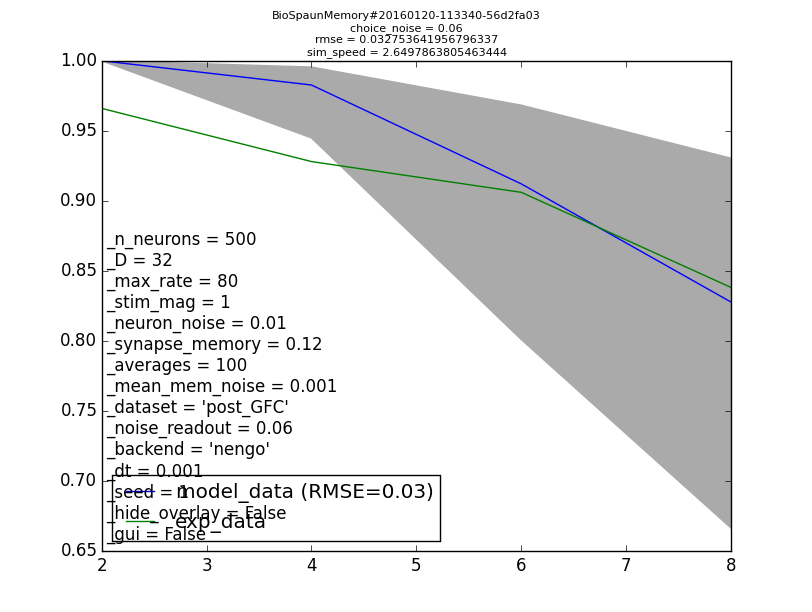 BioSpaunMemory#20160120-113340-56d2fa03
choice_noise = 0.06
rmse = 0.032753641956796337
sim_speed = 2.6497863805463444
1.00
0.95
0.90
0.85
0.80
0.75
0.70
0.65
_n_neurons = 500
_D = 32
_max_rate = 80
_stim_mag = 1
_neuron_noise = 0.01
_synapse_memory = 0.12
_averages = 100
_mean_mem_noise = 0.001
_dataset = 'post_GFC'
_noise_readout = 0.06
_backend = 'nengo'
_dt = 0.001
_seed = 1
_hide_overlay = False
_gui = False
model_data (RMSE=0.03)
exp_data
2 3 4 5 6 7 8